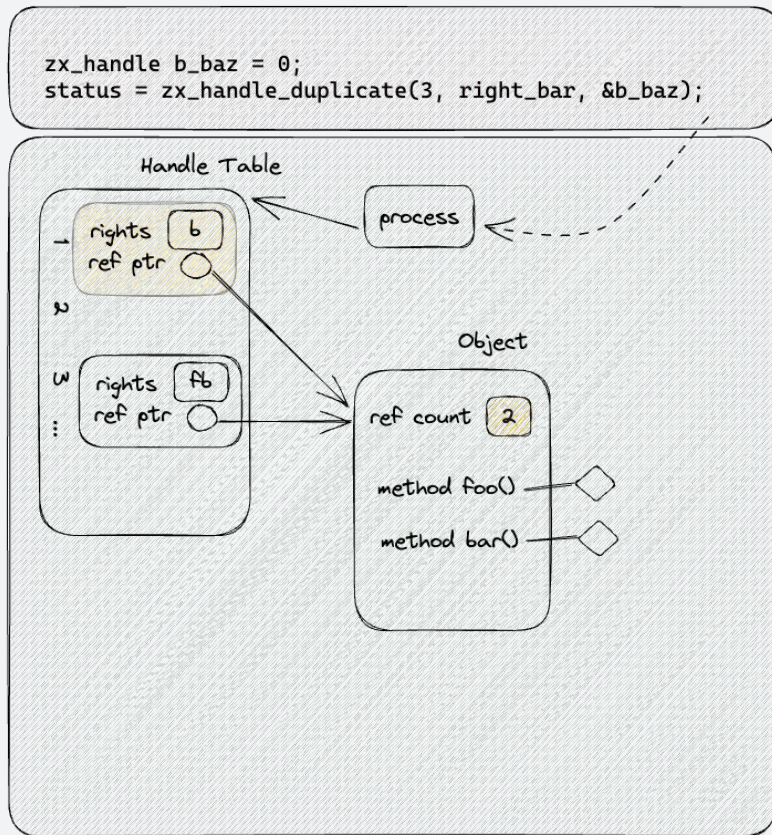 zx_handle b_baz = 0;
status = zx_handle_duplicate(3, right_bar, &b_baz);
Handle Table
process
1
rights b
ref ptr
2
3
rights fb
ref ptr
...
Object
ref count 2
method foo()
method bar()